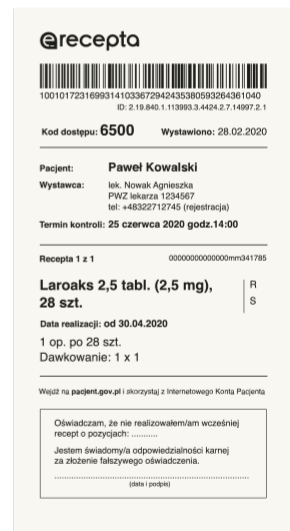 erecepta
10010172316993141033672942435380593264361040
ID: 2.19.840.1.113993.3.4424.2.7.14997.2.1
Kod dostępu: 6500 Wystawiono: 28.02.2020
Pacjent: Paweł Kowalski
Wystawca: lek. Nowak Agnieszka
PWZ lekarza 1234567
tel: +48322712745 (rejestracja)
Termin kontroli: 25 czerwca 2020 godz.14:00
Recepta 1 z 1 00000000000000mm341785
Laroaks 2,5 tabl. (2,5 mg), R
28 szt. S
Data realizacji: od 30.04.2020
1 op. po 28 szt.
Dawkowanie: 1 x 1
Wejdź na pacjent.gov.pl i skorzystaj z Internetowego Konta Pacjenta
Oświadczam, że nie realizowałem/am wcześniej
recept o pozycjach: ...........
Jestem świadomy/a odpowiedzialności karnej
za złożenie fałszywego oświadczenia.
(data i podpis)